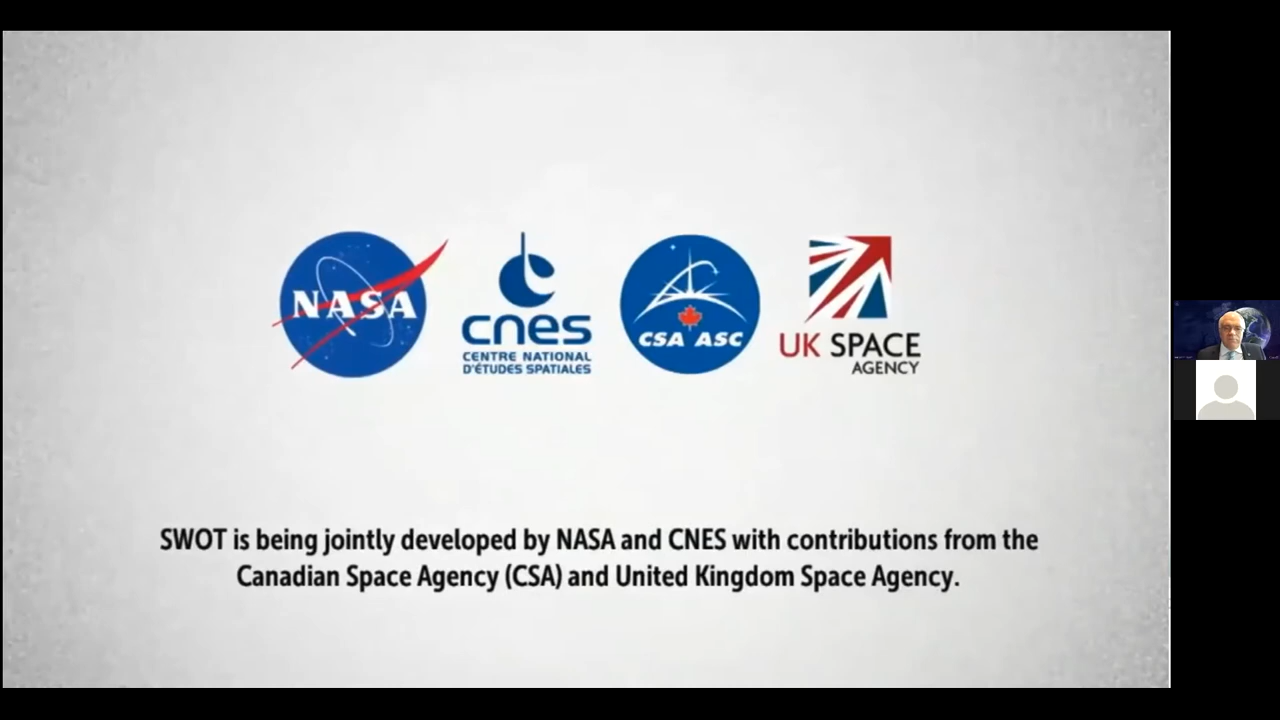 NASA
cnes
CENTRE NATIONAL
D'ÉTUDES SPATIALES
CSA ASC
UK SPACE
AGENCY
SWOT is being jointly developed by NASA and CNES with contributions from the
Canadian Space Agency (CSA) and United Kingdom Space Agency.